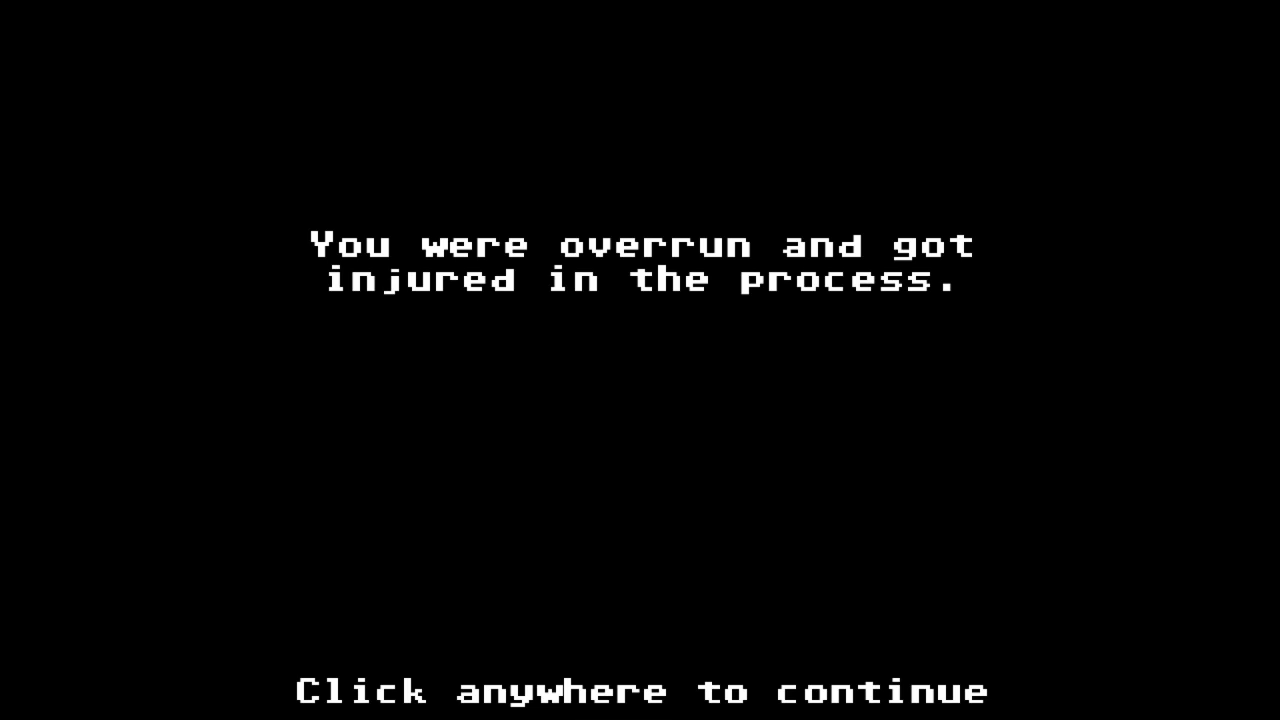 You were overrun and got
injured in the process.
Click anywhere to continue